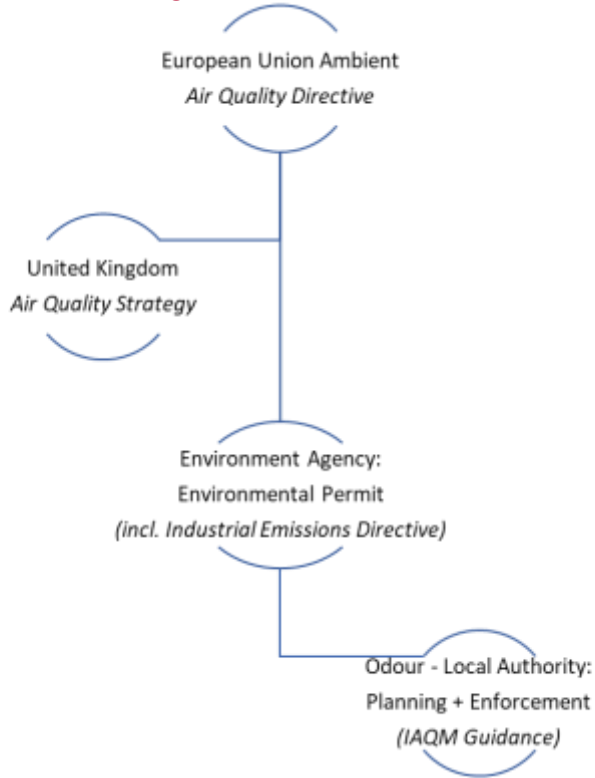 European Union Ambient
Air Quality Directive
United Kingdom
Air Quality Strategy
Environment Agency:
Environmental Permit
(incl. Industrial Emissions Directive)
Odour - Local Authority:
Planning + Enforcement
(IAQM Guidance)